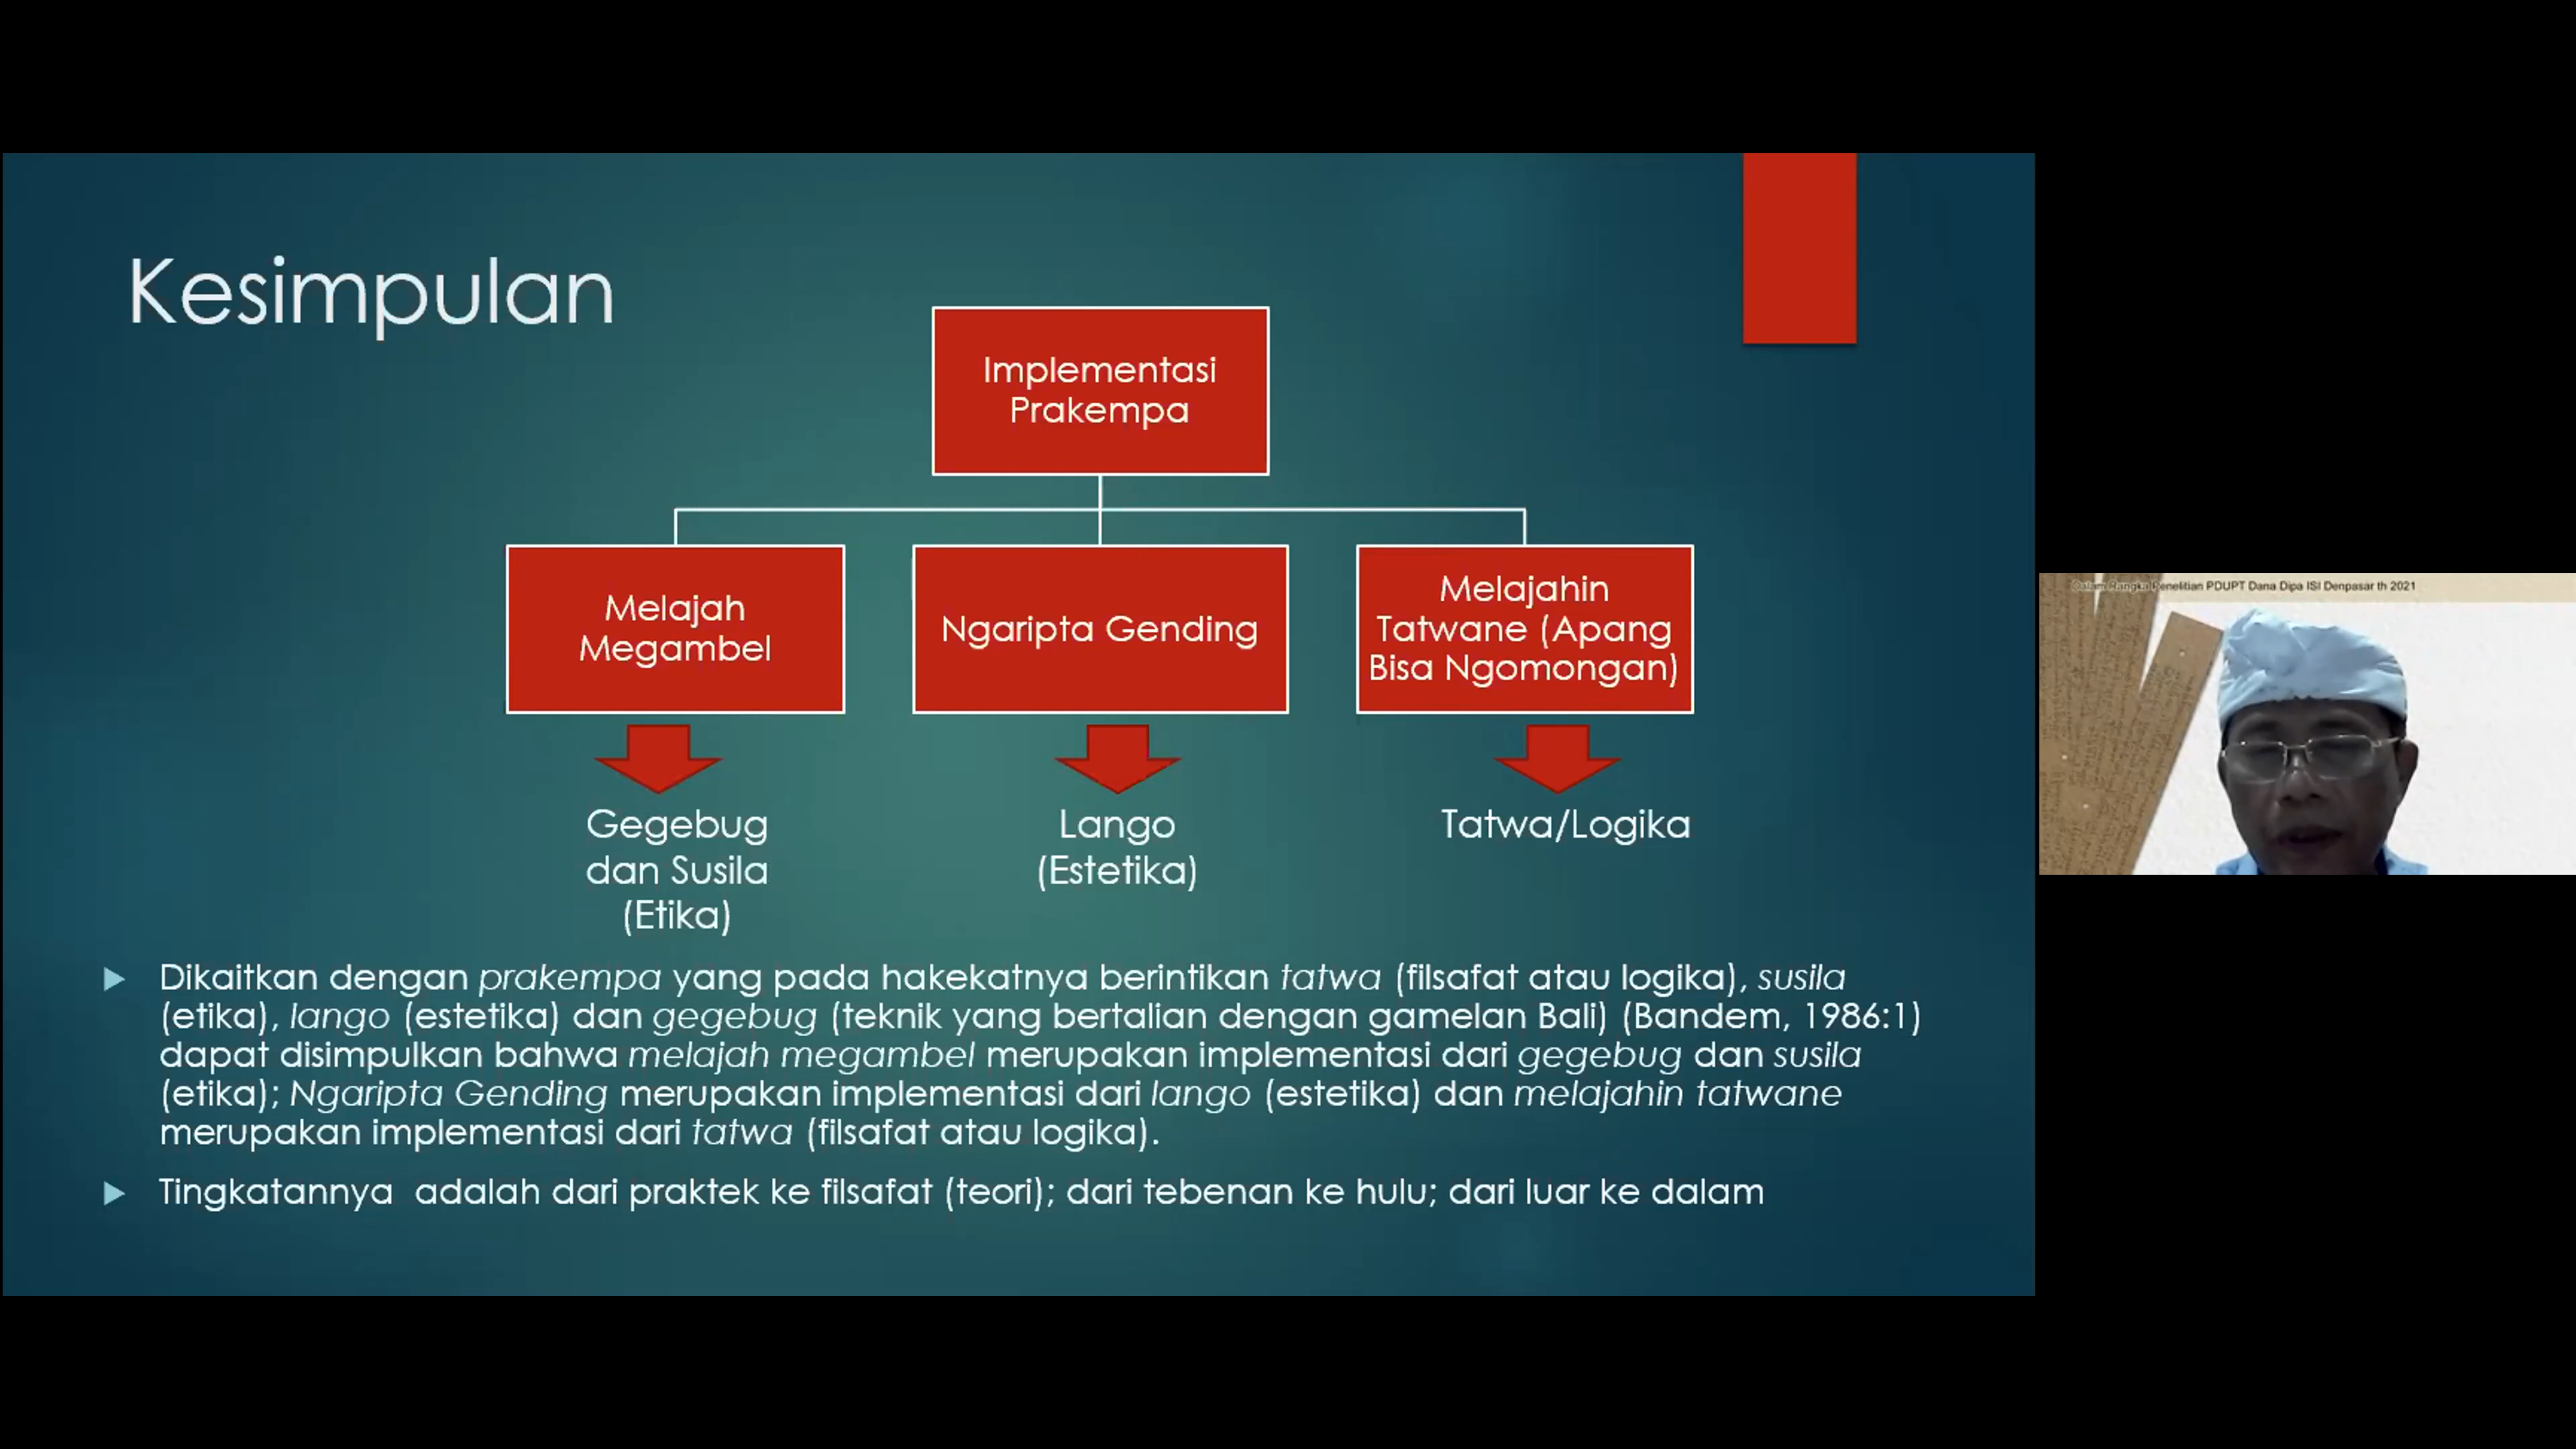 Kesimpulan
Implementasi
Prakempa
Melajah
Megambel
Ngaripta Gending
Melajahin
Tatwane (Apang
Bisa Ngomongan)
Gegebug
dan Susila
(Etika)
Lango
(Estetika)
Tatwa/Logika
Dikaitkan dengan prakempa yang pada hakekatnya berintikan tatwa (filsafat atau logika), susila
(etika), lango (estetika) dan gegebug (teknik yang bertalian dengan gamelan Bali) (Bandem, 1986:1)
dapat disimpulkan bahwa melajah megambel merupakan implementasi dari gegebug dan susila
(etika); Ngaripta Gending merupakan implementasi dari lango (estetika) dan melajahin tatwane
merupakan implementasi dari tatwa (filsafat atau logika).
Tingkatannya  adalah dari praktek ke filsafat (teori); dari tebenan ke hulu; dari luar ke dalam
Dalam Rangka Penelitian PDUPT Dana Dipa ISI Denpasar th 2021